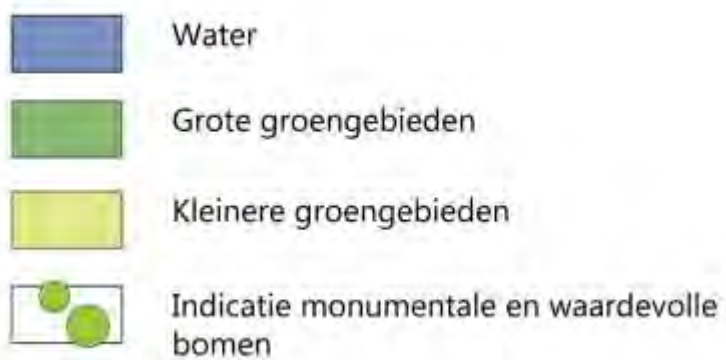 Water
Grote groengebieden
Kleinere groengebieden
Indicatie monumentale en waardevolle
bomen